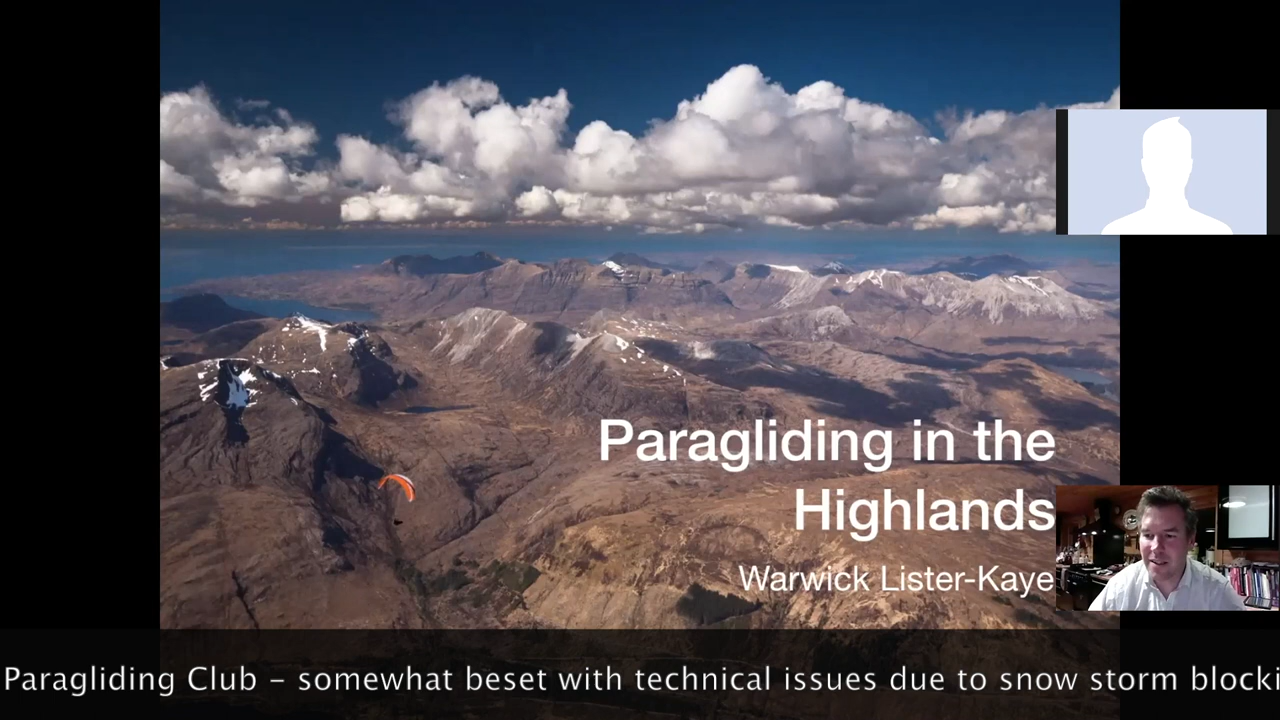 Paragliding in the
Highlands
Warwick Lister-Kaye
Paragliding Club – somewhat beset with technical issues due to snow storm blocki